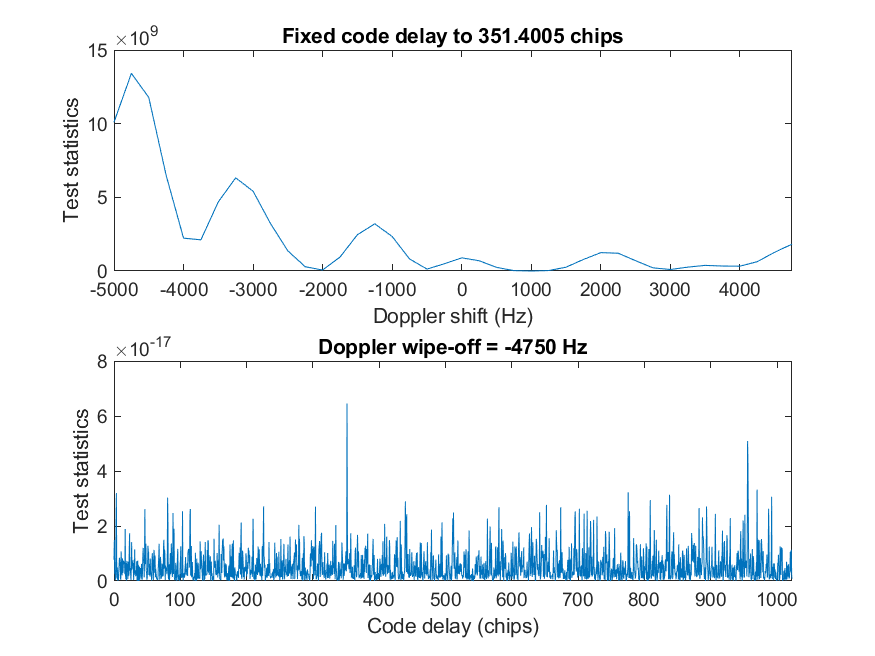 Fixed code delay to 351.4005 chips
×10^9
15
10
5
0
Test statistics
-5000 -4000 -3000 -2000 -1000 0 1000 2000 3000 4000
Doppler shift (Hz)
Doppler wipe-off = -4750 Hz
×10^-17
8
6
4
2
0
Test statistics
0 100 200 300 400 500 600 700 800 900 1000
Code delay (chips)